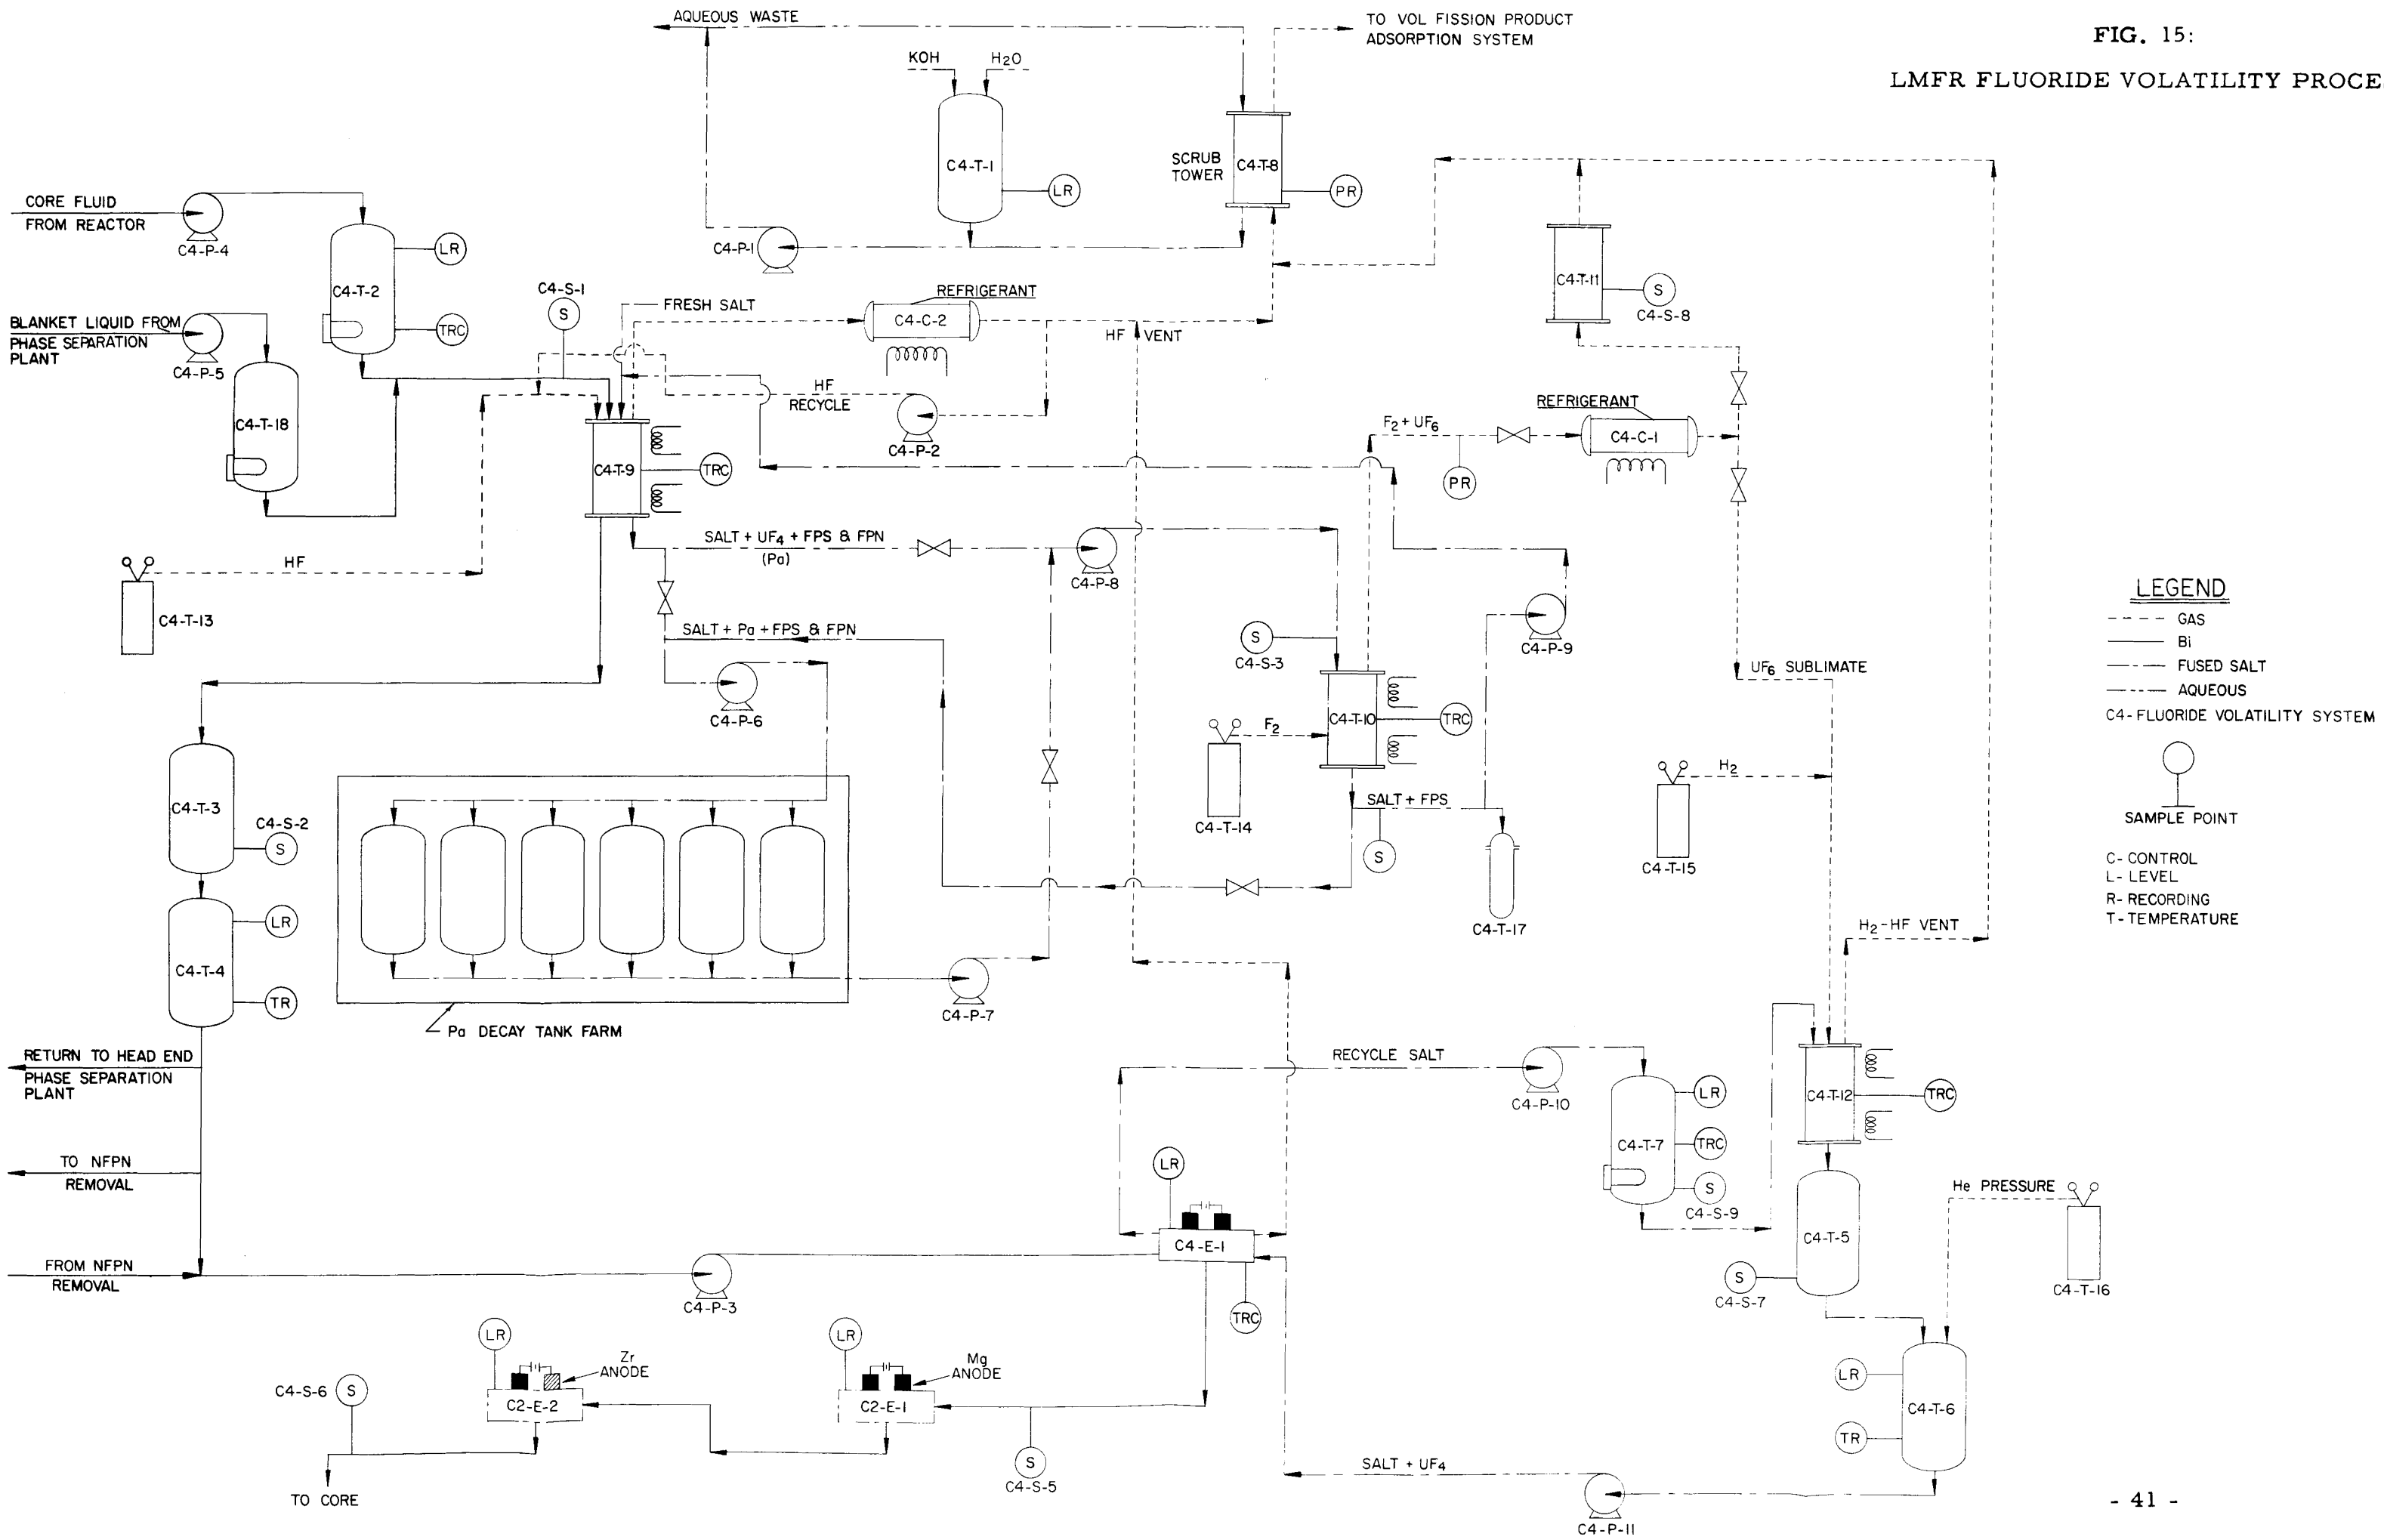 FIG. 15:
LMFR FLUORIDE VOLATILITY PROCE
AQUEOUS WASTE
TO VOL FISSION PRODUCT
ADSORPTION SYSTEM
KOH
H2O
C4-T-1
LR
SCRUB
TOWER
C4-T-8
PR
C4-P-1
CORE FLUID
FROM REACTOR
C4-P-4
C4-T-2
LR
TRC
BLANKET LIQUID FROM
PHASE SEPARATION
PLANT
C4-P-5
C4-T-18
C4-S-1
S
FRESH SALT
REFRIGERANT
C4-C-2
HF VENT
HF
RECYCLE
C4-P-2
C4-T-9
TRC
C4-T-11
S
C4-S-8
REFRIGERANT
C4-C-1
F2 + UF6
PR
SALT + UF4 + FPS & FPN
(Pa)
C4-P-8
HF
C4-T-13
SALT + Pa + FPS & FPN
C4-P-6
C4-P-9
S
C4-S-3
C4-T-10
TRC
F2
C4-T-14
SALT + FPS
S
C4-T-17
UF6 SUBLIMATE
H2
C4-T-15
H2-HF VENT
LEGEND
GAS
Bi
FUSED SALT
AQUEOUS
C4- FLUORIDE VOLATILITY SYSTEM
SAMPLE POINT
C- CONTROL
L- LEVEL
R- RECORDING
T- TEMPERATURE
C4-T-3
C4-S-2
S
C4-T-4
LR
TR
Pa DECAY TANK FARM
C4-P-7
RETURN TO HEAD END
PHASE SEPARATION
PLANT
TO NFPN
REMOVAL
FROM NFPN
REMOVAL
C4-P-3
RECYCLE SALT
C4-P-10
C4-T-7
LR
TRC
S
C4-S-9
C4-T-12
TRC
C4-T-5
S
C4-S-7
He PRESSURE
C4-T-16
LR
C4-E-1
TRC
LR
Zr
ANODE
C2-E-2
LR
Mg
ANODE
C2-E-1
C4-S-6
S
TO CORE
S
C4-S-5
SALT + UF4
C4-P-11
LR
C4-T-6
TR
- 41 -